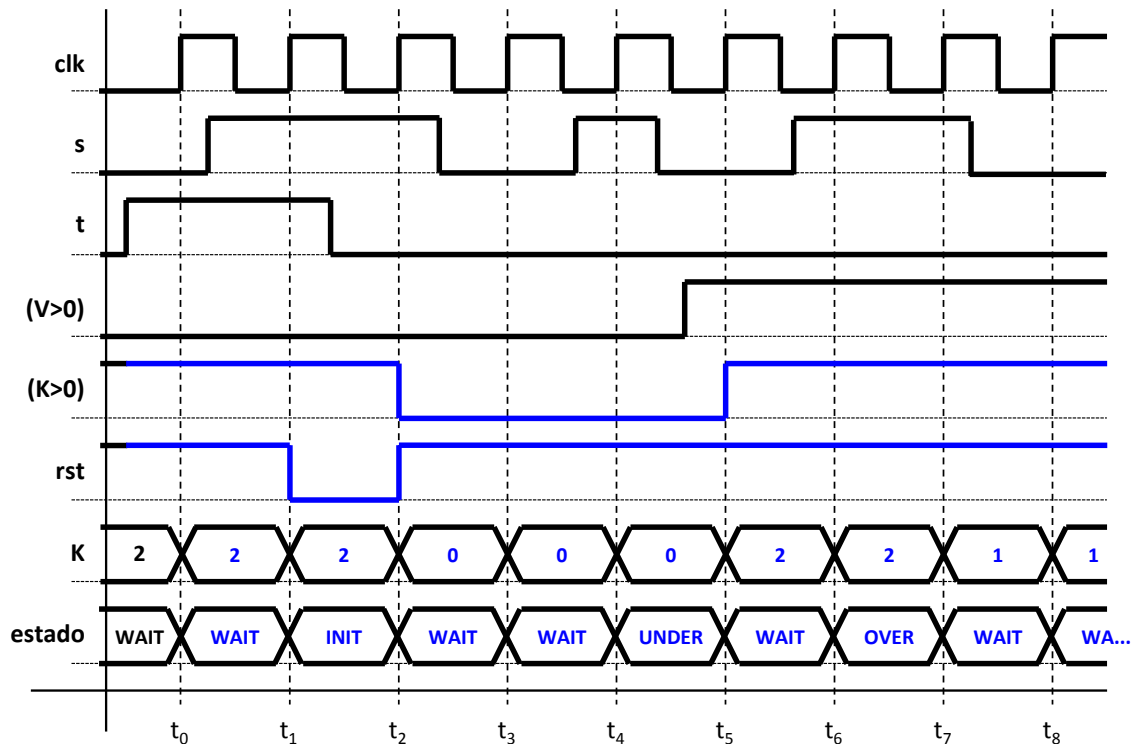 clk
s
t
(V>0)
(K>0)
rst
K 2 2 2 0 0 0 2 2 1 1
estado WAIT WAIT INIT WAIT WAIT UNDER WAIT OVER WAIT WA...
t0 t1 t2 t3 t4 t5 t6 t7 t8